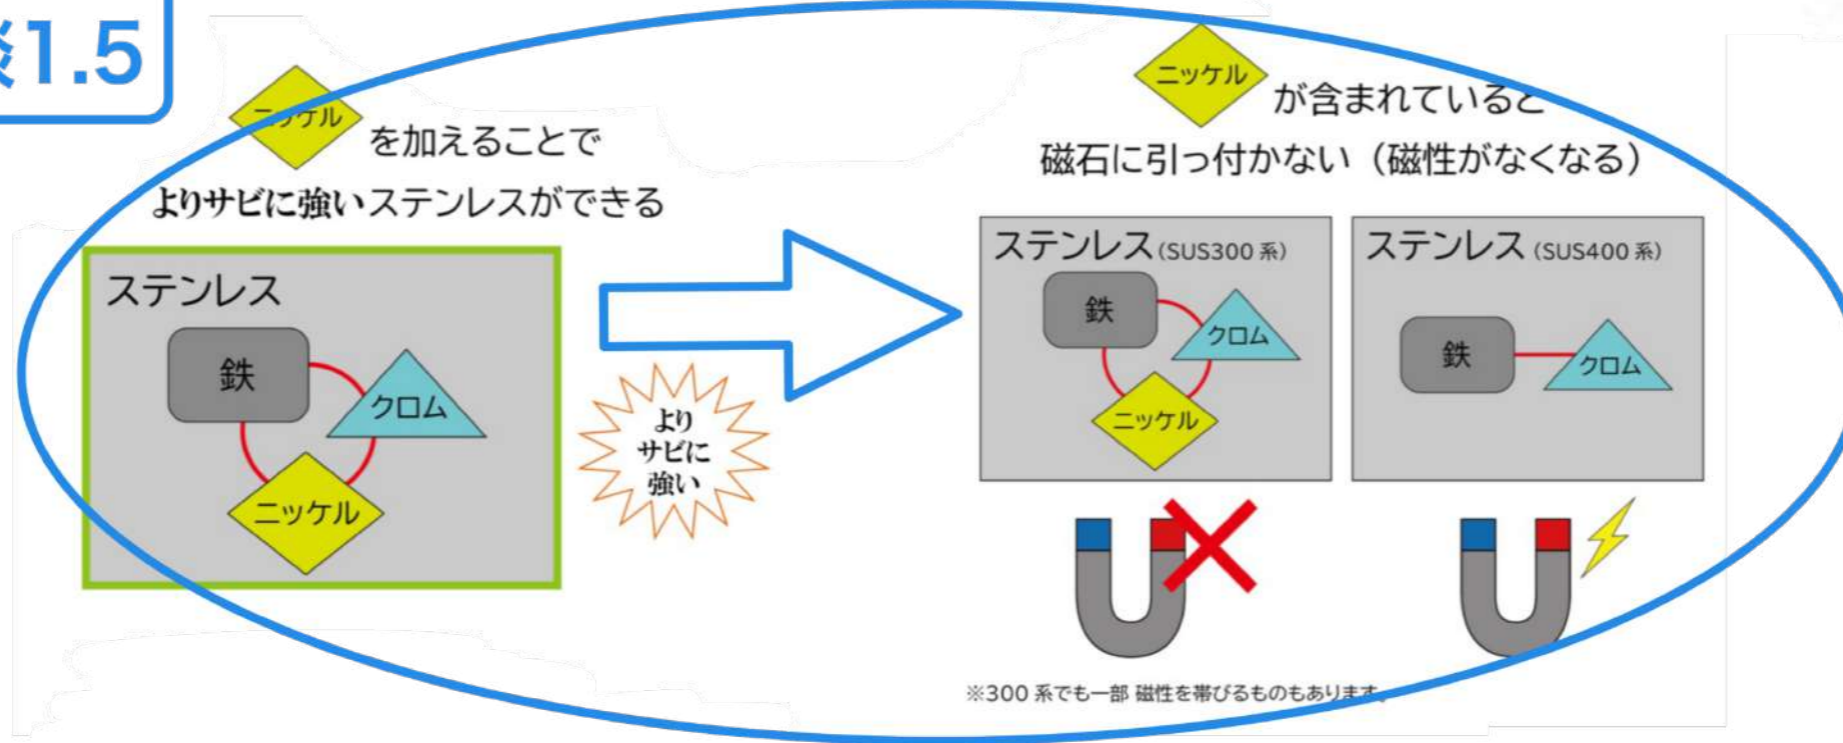 1.5
ニッケル
を加えることで
よりサビに強いステンレスができる
ステンレス
鉄
クロム
ニッケル
より
サビに
強い
ニッケル
が含まれていると
磁石に引っ付かない（磁性がなくなる）
ステンレス(SUS300 系)
鉄
クロム
ニッケル
ステンレス (SUS400 系)
鉄
クロム
※300 系でも一部 磁性を帯びるものもあります。